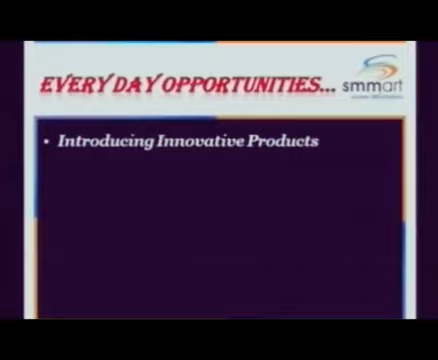 EVERY DAY OPPORTUNITIES...
smmart
• Introducing Innovative Products